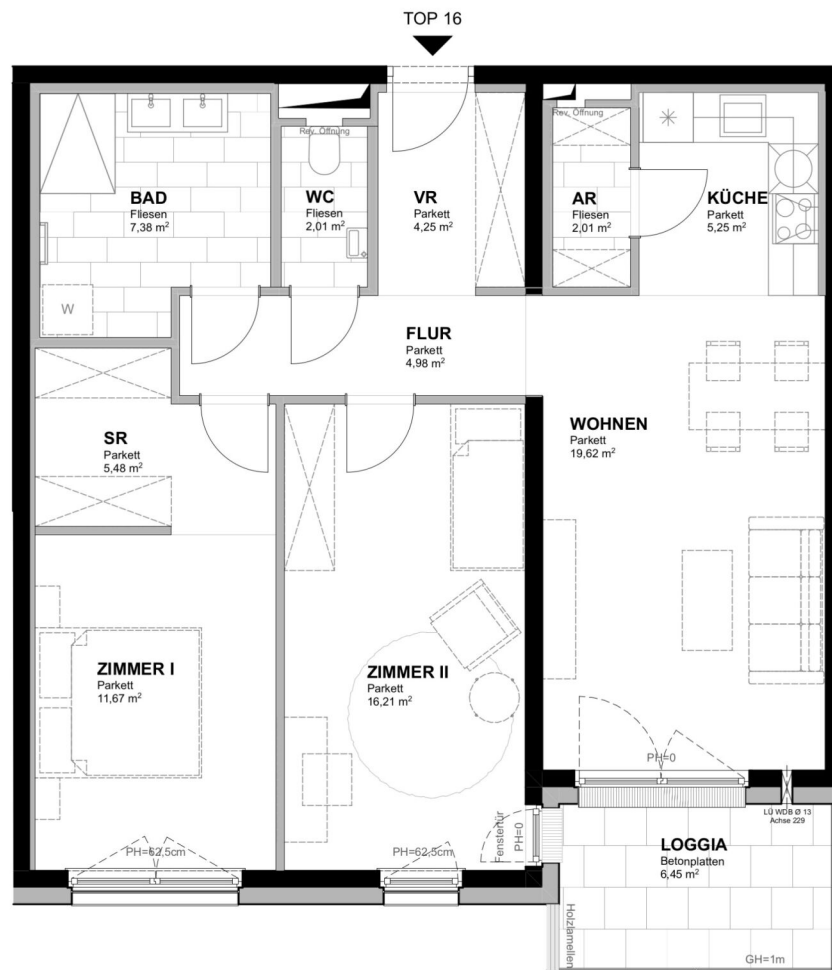 TOP 16
Rev. Öffnung
BAD
Fliesen
7,38 m²
WC
Fliesen
2,01 m²
VR
Parkett
4,25 m²
Rev. Öffnung
AR
Fliesen
2,01 m²
KÜCHE
Parkett
5,25 m²
W
FLUR
Parkett
4,98 m²
SR
Parkett
5,48 m²
WOHNEN
Parkett
19,62 m²
ZIMMER I
Parkett
11,67 m²
ZIMMER II
Parkett
16,21 m²
PH=0
LÜ WDB Ø 13
Achse 229
Fenstertür
PH=0
PH=62,5cm
PH=62,5cm
LOGGIA
Betonplatten
6,45 m²
Holzlamellen
GH=1m